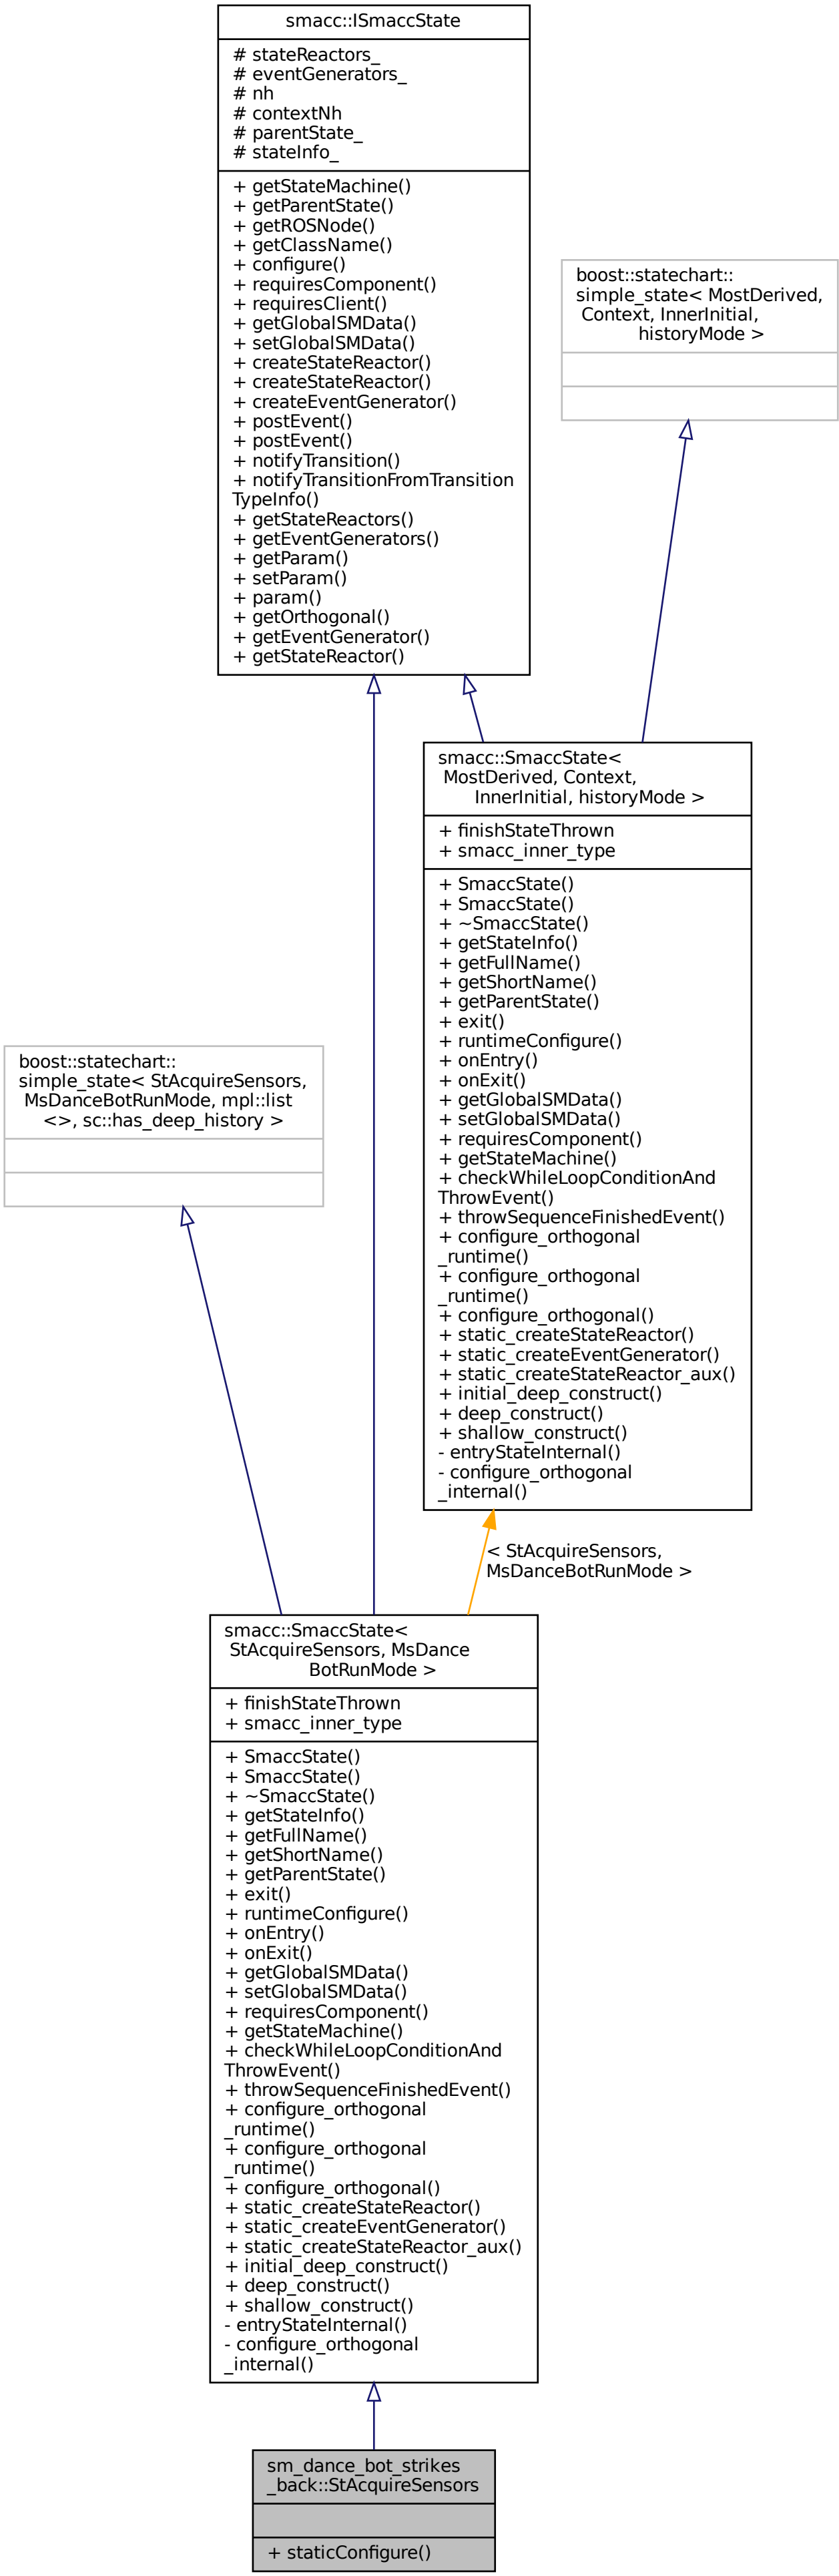 smacc::ISmaccState
# stateReactors_
# eventGenerators_
# nh
# contextNh
# parentState_
# stateInfo_
+ getStateMachine()
+ getParentState()
+ getROSNode()
+ getClassName()
+ configure()
+ requiresComponent()
+ requiresClient()
+ getGlobalSMData()
+ setGlobalSMData()
+ createStateReactor()
+ createStateReactor()
+ createEventGenerator()
+ postEvent()
+ postEvent()
+ notifyTransition()
+ notifyTransitionFromTransition
TypeInfo()
+ getStateReactors()
+ getEventGenerators()
+ getParam()
+ setParam()
+ param()
+ getOrthogonal()
+ getEventGenerator()
+ getStateReactor()
boost::statechart::
simple_state< MostDerived,
Context, InnerInitial,
historyMode >
smacc::SmaccState<
MostDerived, Context,
InnerInitial, historyMode >
+ finishStateThrown
+ smacc_inner_type
+ SmaccState()
+ SmaccState()
+ ~SmaccState()
+ getStateInfo()
+ getFullName()
+ getShortName()
+ getParentState()
+ exit()
+ runtimeConfigure()
+ onEntry()
+ onExit()
+ getGlobalSMData()
+ setGlobalSMData()
+ requiresComponent()
+ getStateMachine()
+ checkWhileLoopConditionAnd
ThrowEvent()
+ throwSequenceFinishedEvent()
+ configure_orthogonal
_runtime()
+ configure_orthogonal
_runtime()
+ configure_orthogonal()
+ static_createStateReactor()
+ static_createEventGenerator()
+ static_createStateReactor_aux()
+ initial_deep_construct()
+ deep_construct()
+ shallow_construct()
- entryStateInternal()
- configure_orthogonal
_internal()
boost::statechart::
simple_state< StAcquireSensors,
MsDanceBotRunMode, mpl::list
<>, sc::has_deep_history >
< StAcquireSensors,
MsDanceBotRunMode >
smacc::SmaccState<
StAcquireSensors, MsDance
BotRunMode >
+ finishStateThrown
+ smacc_inner_type
+ SmaccState()
+ SmaccState()
+ ~SmaccState()
+ getStateInfo()
+ getFullName()
+ getShortName()
+ getParentState()
+ exit()
+ runtimeConfigure()
+ onEntry()
+ onExit()
+ getGlobalSMData()
+ setGlobalSMData()
+ requiresComponent()
+ getStateMachine()
+ checkWhileLoopConditionAnd
ThrowEvent()
+ throwSequenceFinishedEvent()
+ configure_orthogonal
_runtime()
+ configure_orthogonal
_runtime()
+ configure_orthogonal()
+ static_createStateReactor()
+ static_createEventGenerator()
+ static_createStateReactor_aux()
+ initial_deep_construct()
+ deep_construct()
+ shallow_construct()
- entryStateInternal()
- configure_orthogonal
_internal()
sm_dance_bot_strikes
_back::StAcquireSensors
+ staticConfigure()